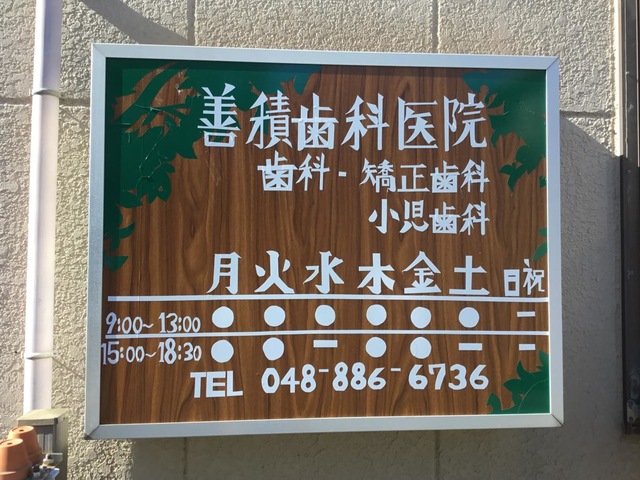 善積歯科医院
歯科-矯正歯科
小児歯科
月 火 水 木 金 土 日祝
9:00~13:00 ● ● ● ● ● ● ー
15:00~18:30 ● ● ー ● ● ー ー
TEL 048-886-6736